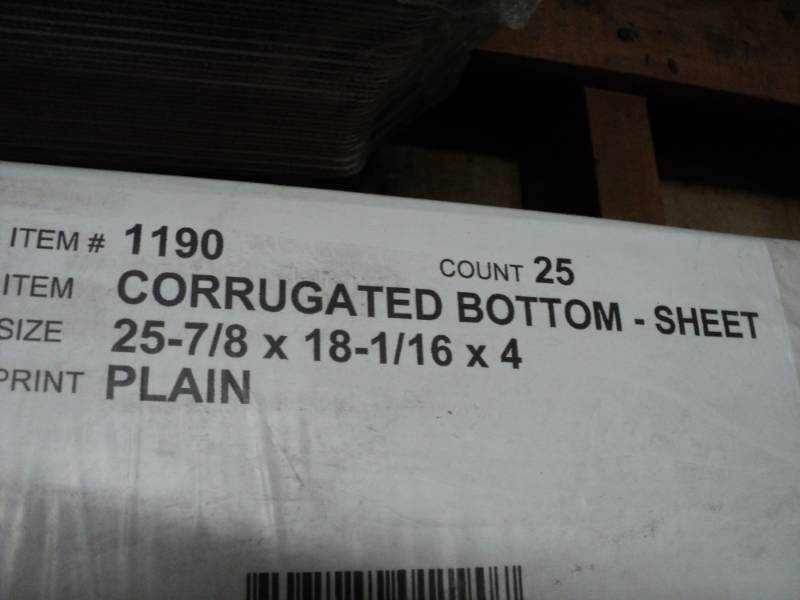 ITEM # 1190 COUNT 25
ITEM CORRUGATED BOTTOM - SHEET
SIZE 25-7/8 x 18-1/16 x 4
PRINT PLAIN